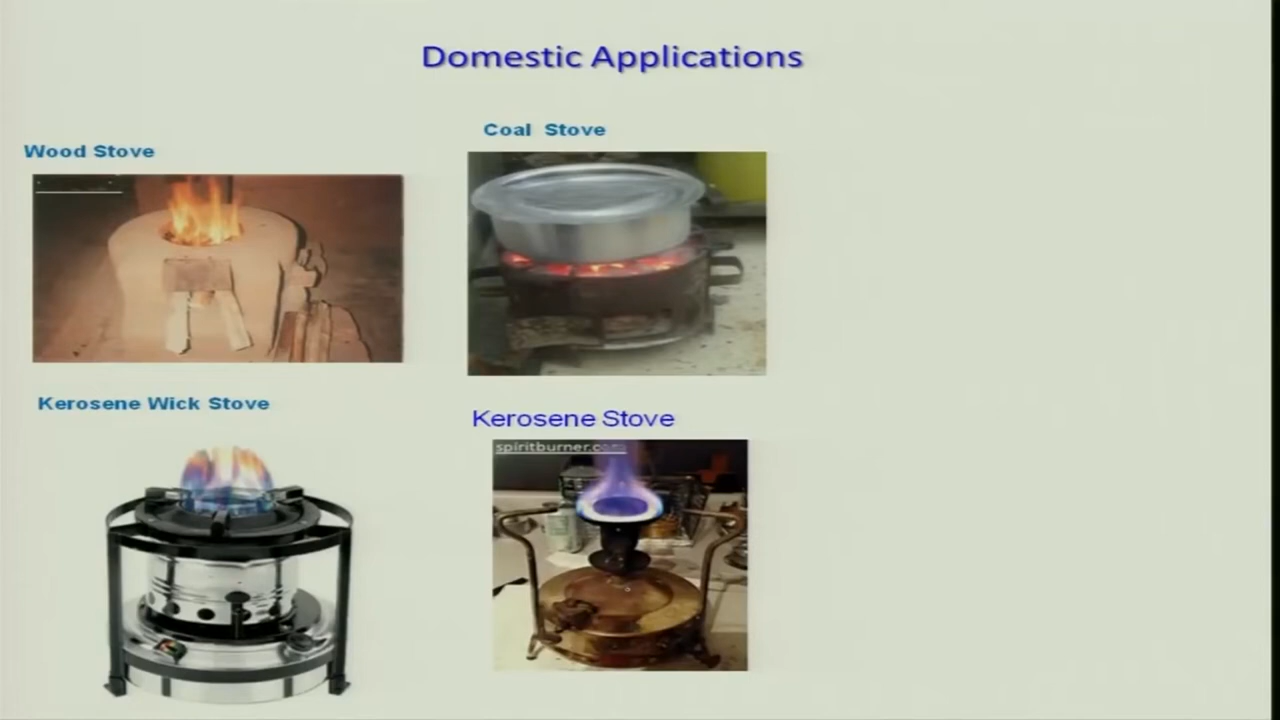 Domestic Applications
Coal Stove
Wood Stove
Kerosene Wick Stove
Kerosene Stove
spiritburner.com